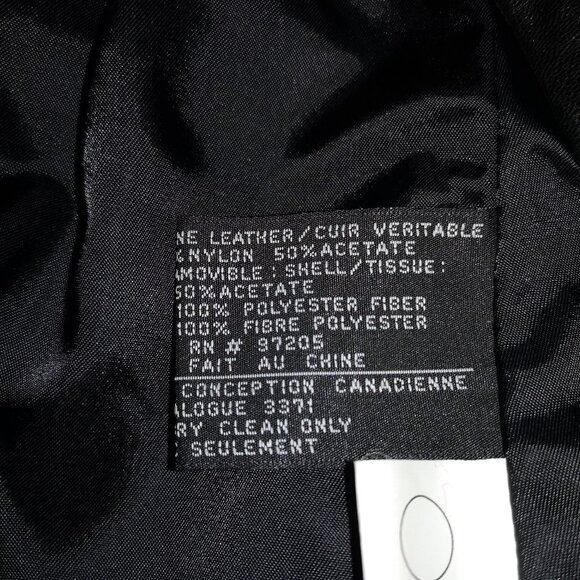 NE LEATHER/CUIR VERITABLE
%NYLON 50%ACETATE
AMOVIBLE:SHELL/TISSUE:
50%ACETATE
100% POLYESTER FIBER
100% FIBRE POLYESTER
RN# 97205
FAIT AU CHINE
CONCEPTION CANADIENNE
ALOGUE 3371
RY CLEAN ONLY
SEULEMENT